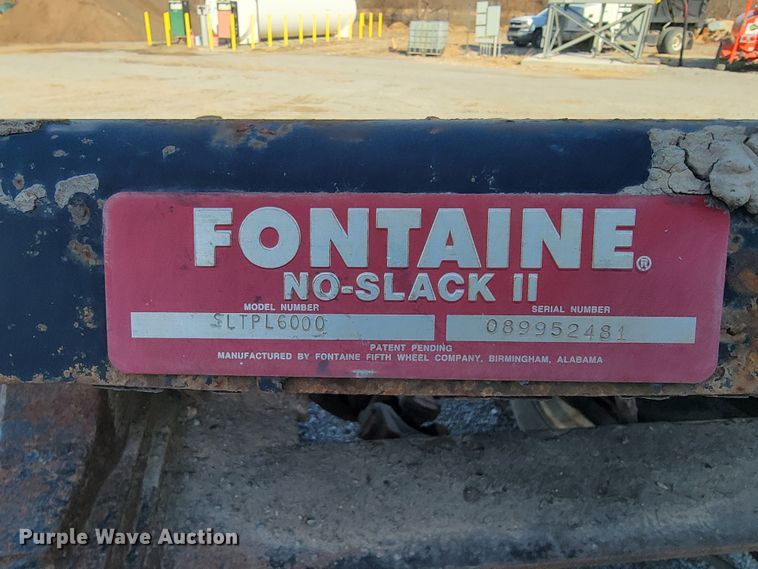 FONTAINE®
NO-SLACK II
MODEL NUMBER SERIAL NUMBER
SLTPL6000 089952481
PATENT PENDING
MANUFACTURED BY FONTAINE FIFTH WHEEL COMPANY, BIRMINGHAM, ALABAMA
Purple Wave Auction